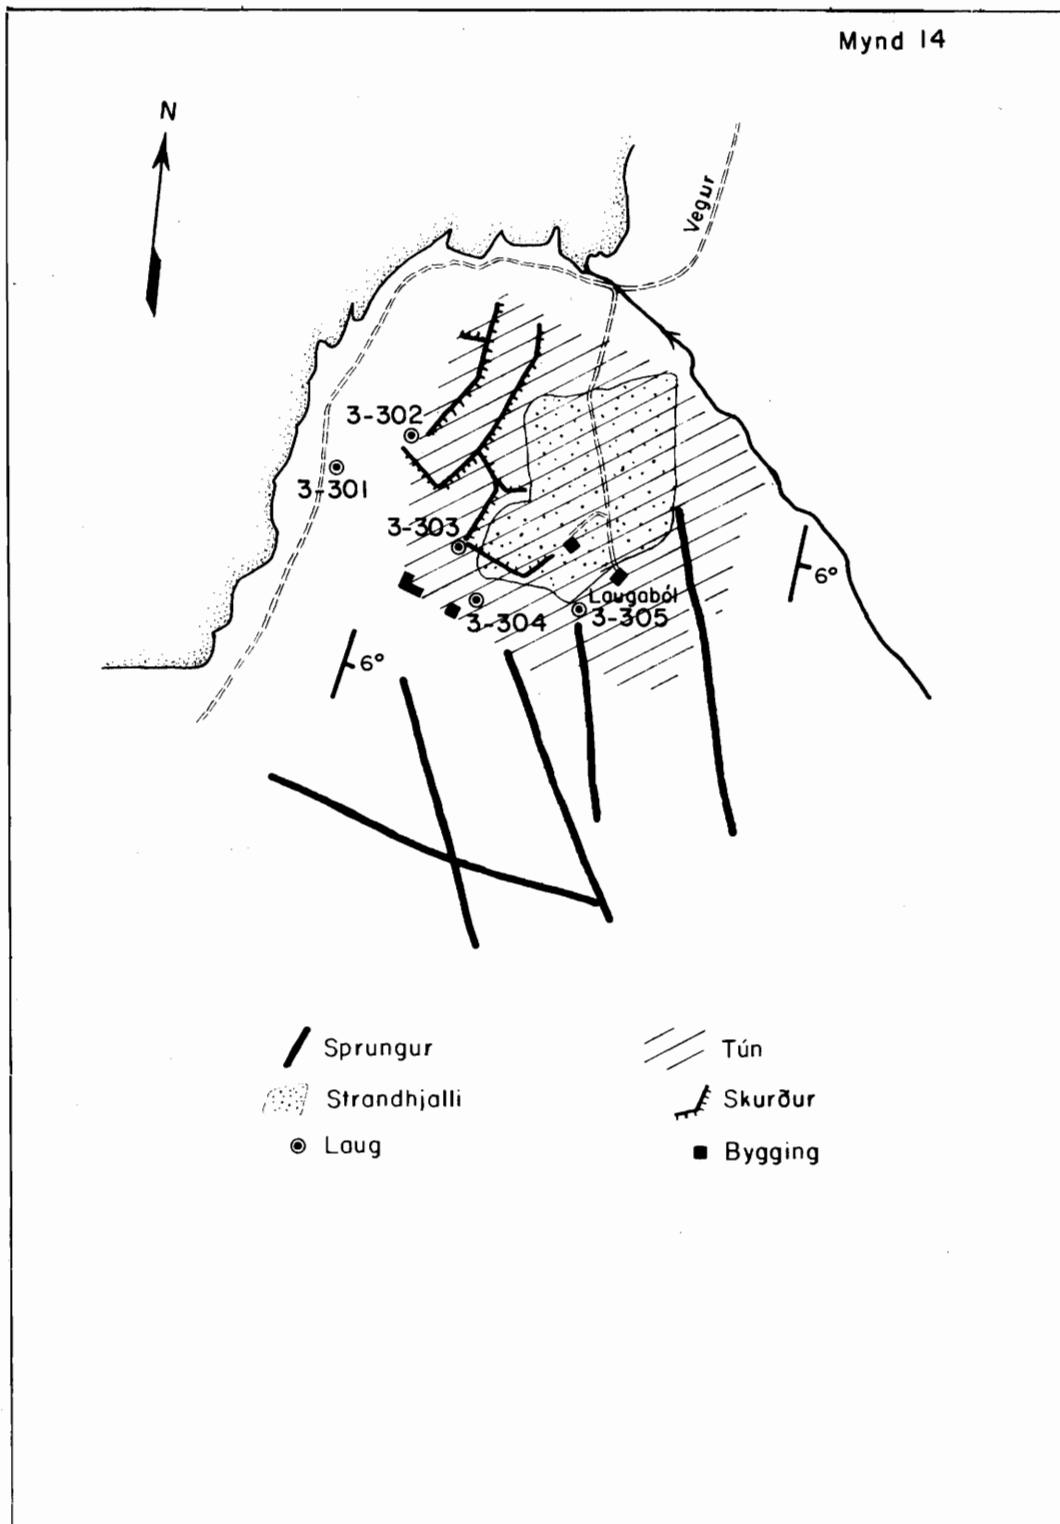 Mynd 14
N
Vegur
3-302
3-301
3-303
6°
Laugaból
3-304
3-305
6°
Sprungur
Tún
Strandhjalli
Skurður
Laug
Bygging